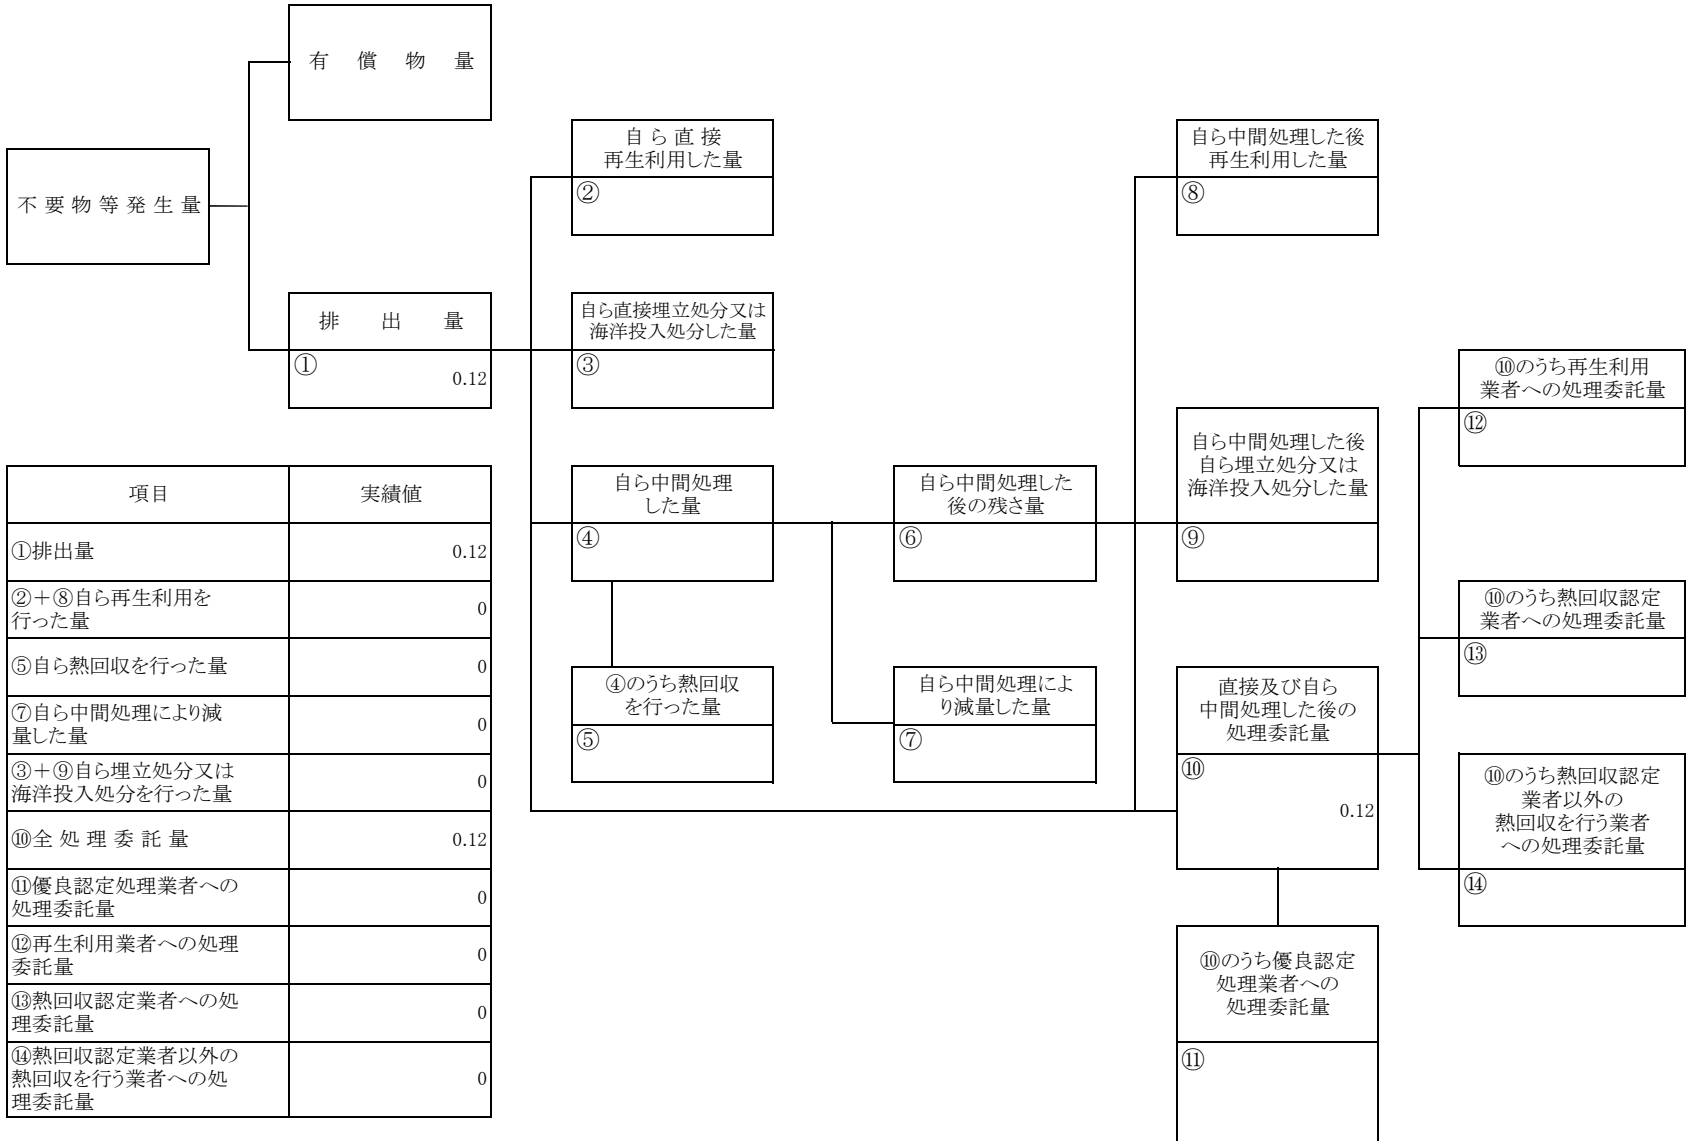 有償物量
不要物等発生量
排出量
①
0.12
自ら直接
再生利用した量
②
自ら直接埋立処分又は
海洋投入処分した量
③
自ら中間処理
した量
④
④のうち熱回収
を行った量
⑤
自ら中間処理した
後の残さ量
⑥
自ら中間処理によ
り減量した量
⑦
自ら中間処理した後
再生利用した量
⑧
自ら中間処理した後
自ら埋立処分又は
海洋投入処分した量
⑨
直接及び自ら
中間処理した後の
処理委託量
⑩
0.12
⑩のうち優良認定
処理業者への
処理委託量
⑪
⑩のうち再生利用
業者への処理委託量
⑫
⑩のうち熱回収認定
業者への処理委託量
⑬
⑩のうち熱回収認定
業者以外の
熱回収を行う業者
への処理委託量
⑭
項目 実績値
①排出量 0.12
②+⑧自ら再生利用を
行った量 0
⑤自ら熱回収を行った量 0
⑦自ら中間処理により減
量した量 0
③+⑨自ら埋立処分又は
海洋投入処分を行った量 0
⑩全処理委託量 0.12
⑪優良認定処理業者への
処理委託量 0
⑫再生利用業者への処理
委託量 0
⑬熱回収認定業者への処
理委託量 0
⑭熱回収認定業者以外の
熱回収を行う業者への処
理委託量 0